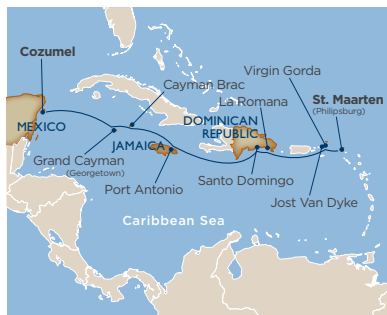 Cozumel
MEXICO
Grand Cayman
(Georgetown)
Cayman Brac
JAMAICA
Port Antonio
DOMINICAN
REPUBLIC
La Romana
Santo Domingo
Virgin Gorda
Jost Van Dyke
St. Maarten
(Philipsburg)
Caribbean Sea